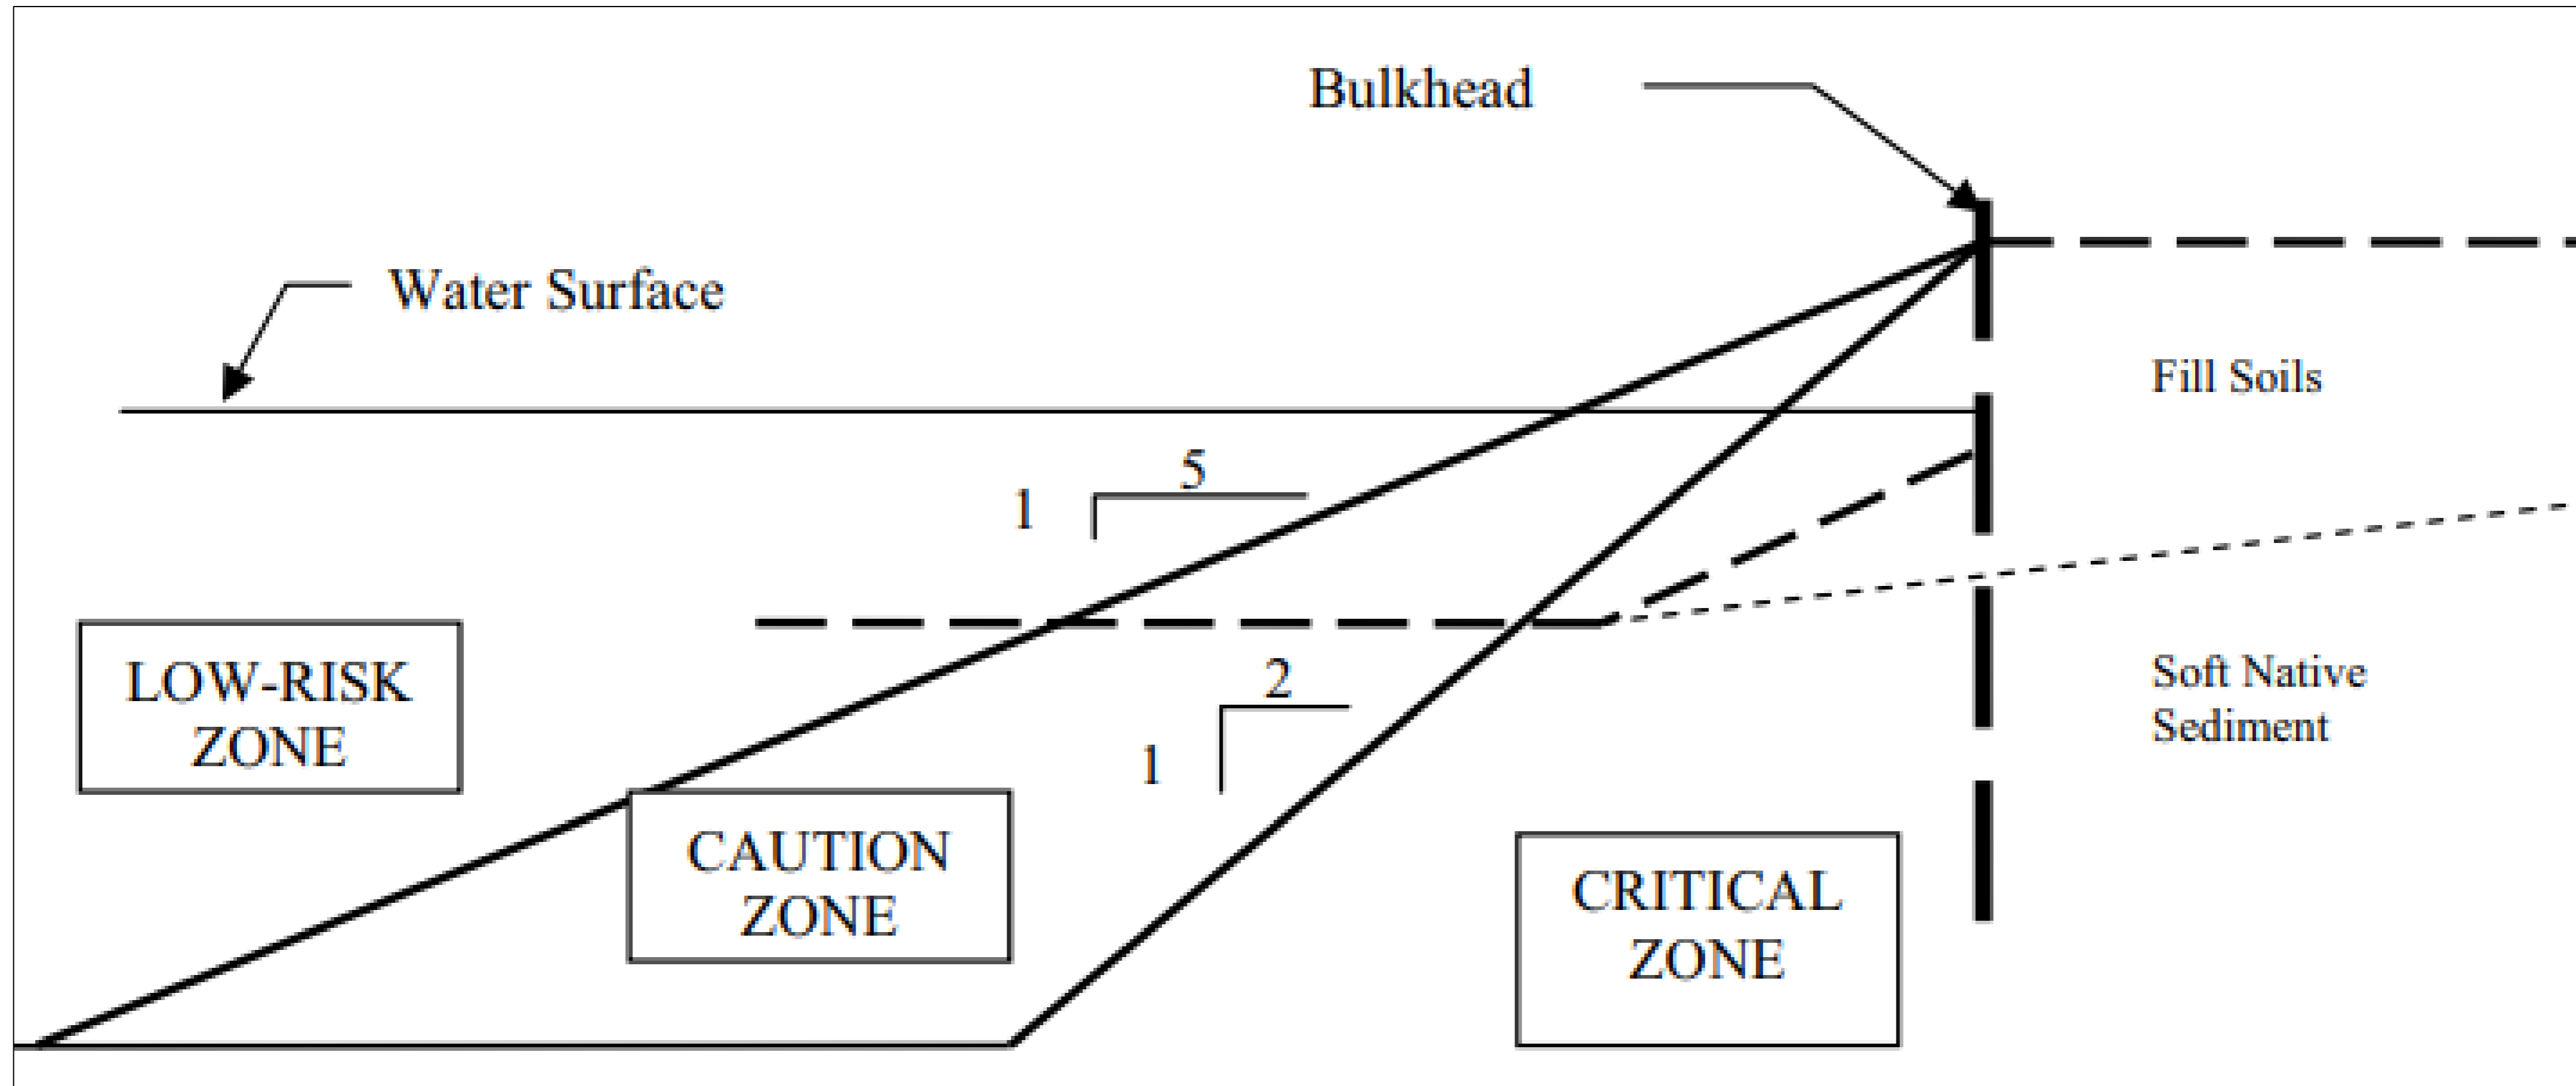 Bulkhead
Water Surface
Fill Soils
5
1
LOW-RISK
ZONE
2
1
Soft Native
Sediment
CAUTION
ZONE
CRITICAL
ZONE